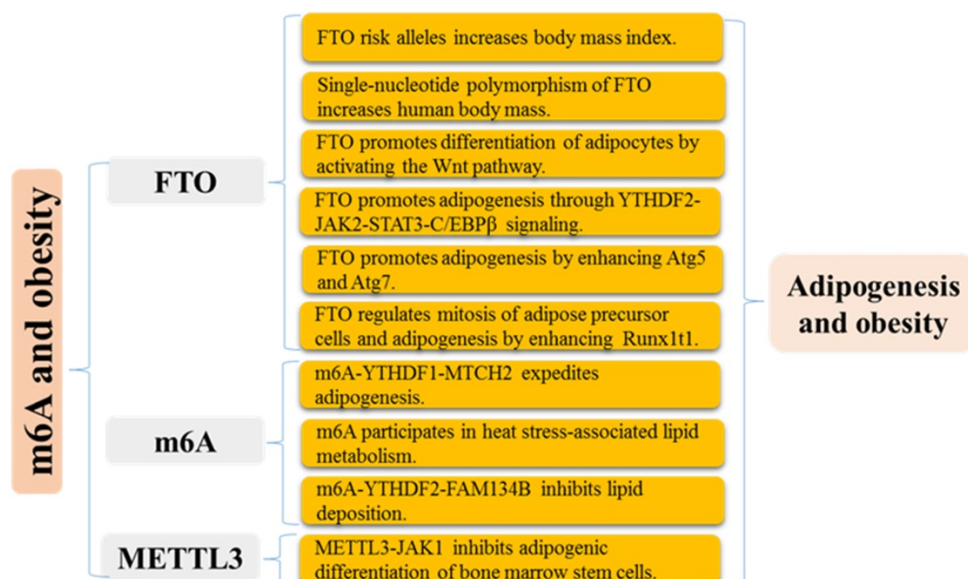 m6A and obesity
FTO
FTO risk alleles increases body mass index.
Single-nucleotide polymorphism of FTO
increases human body mass.
FTO promotes differentiation of adipocytes by
activating the Wnt pathway.
FTO promotes adipogenesis through YTHDF2-
JAK2-STAT3-C/EBPβ signaling.
FTO promotes adipogenesis by enhancing Atg5
and Atg7.
FTO regulates mitosis of adipose precursor
cells and adipogenesis by enhancing Runx1t1.
m6A
m6A-YTHDF1-MTCH2 expedites
adipogenesis.
m6A participates in heat stress-associated lipid
metabolism.
m6A-YTHDF2-FAM134B inhibits lipid
deposition.
METTL3
METTL3-JAK1 inhibits adipogenic
differentiation of bone marrow stem cells.
Adipogenesis
and obesity